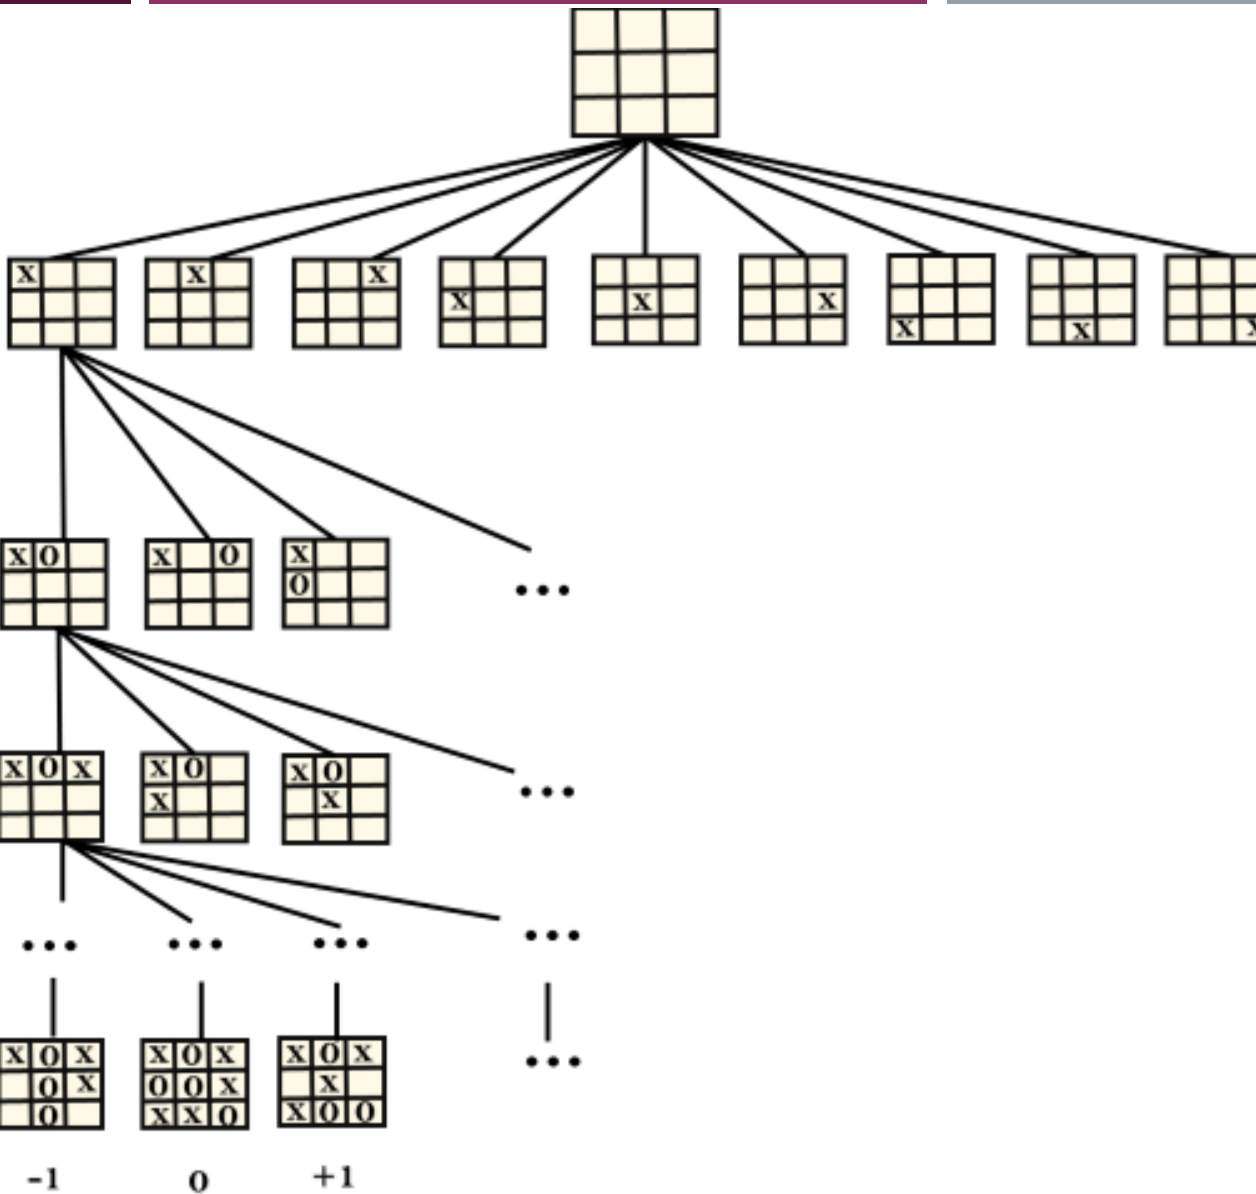 X X X X X X X X X
X O X O X
O
X O X X O X O
X X
... ... ... ...
X O X X O X X O X
O X O O X X
O X X O X O O
-1 0 +1